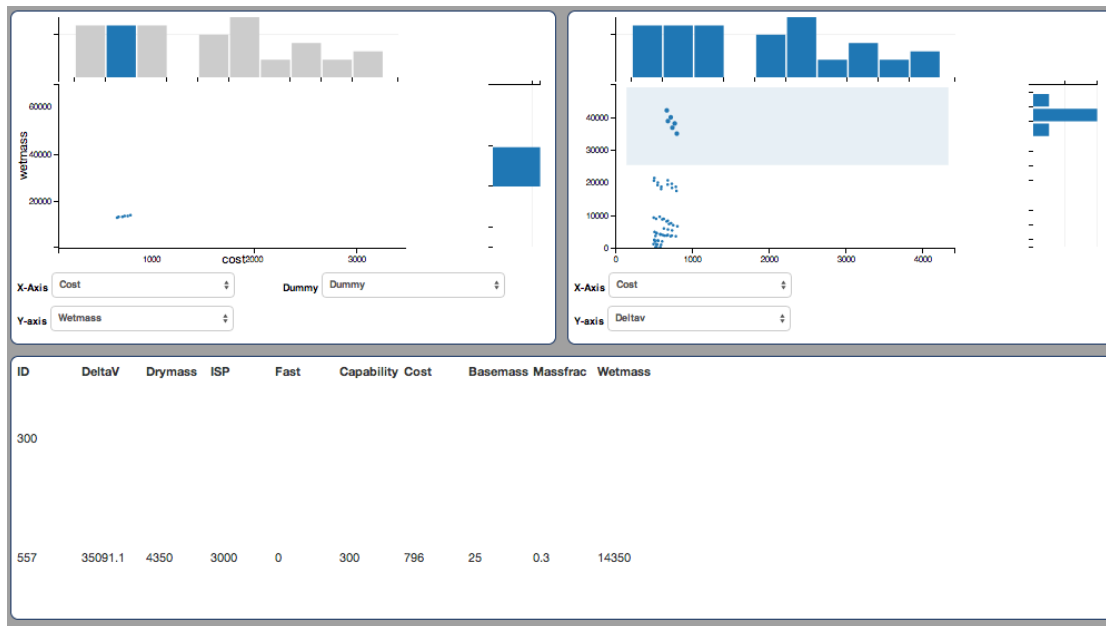 60000
40000
20000
wetmass
1000
2000
3000
cost
X-Axis Cost
Dummy Dummy
Y-axis Wetmass
40000
30000
20000
10000
0
0
1000
2000
3000
4000
X-Axis Cost
Y-axis Deltav
ID DeltaV Drymass ISP Fast Capability Cost Basemass Massfrac Wetmass
300
557 35091.1 4350 3000 0 300 796 25 0.3 14350